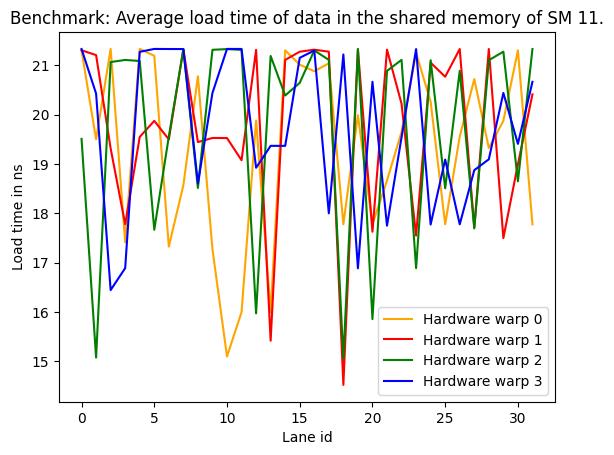 Benchmark: Average load time of data in the shared memory of SM 11.
Load time in ns
21
20
19
18
17
16
15
0
5
10
15
20
25
30
Lane id
Hardware warp 0
Hardware warp 1
Hardware warp 2
Hardware warp 3